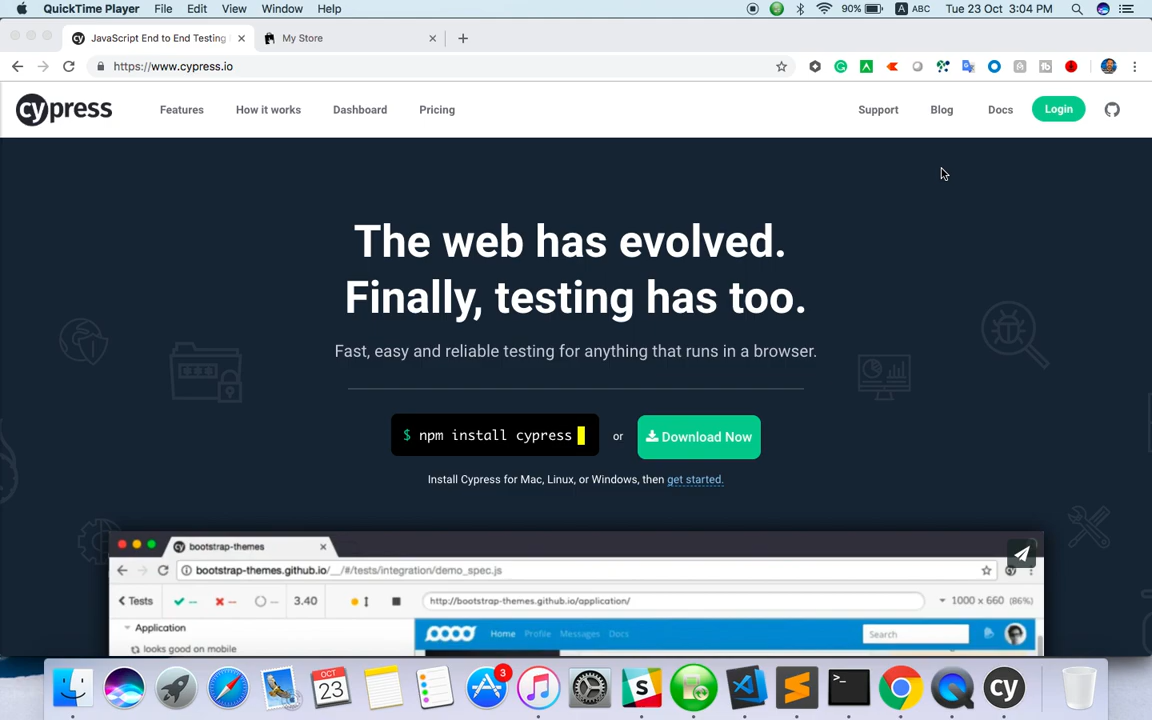 QuickTime Player File Edit View Window Help
90% A ABC Tue 23 Oct 3:04 PM
JavaScript End to End Testing
My Store
https://www.cypress.io
cypress Features How it works Dashboard Pricing Support Blog Docs Login
The web has evolved.
Finally, testing has too.
Fast, easy and reliable testing for anything that runs in a browser.
$ npm install cypress or Download Now
Install Cypress for Mac, Linux, or Windows, then get started.
cy bootstrap-themes
bootstrap-themes.github.io/__/#/tests/integration/demo_spec.js
Tests -- -- -- 3.40 http://bootstrap-themes.github.io/application/ 1000 x 660 (86%)
Application Home Profile Messages Docs Search
looks good on mobile
OCT
23
3
>_
cy